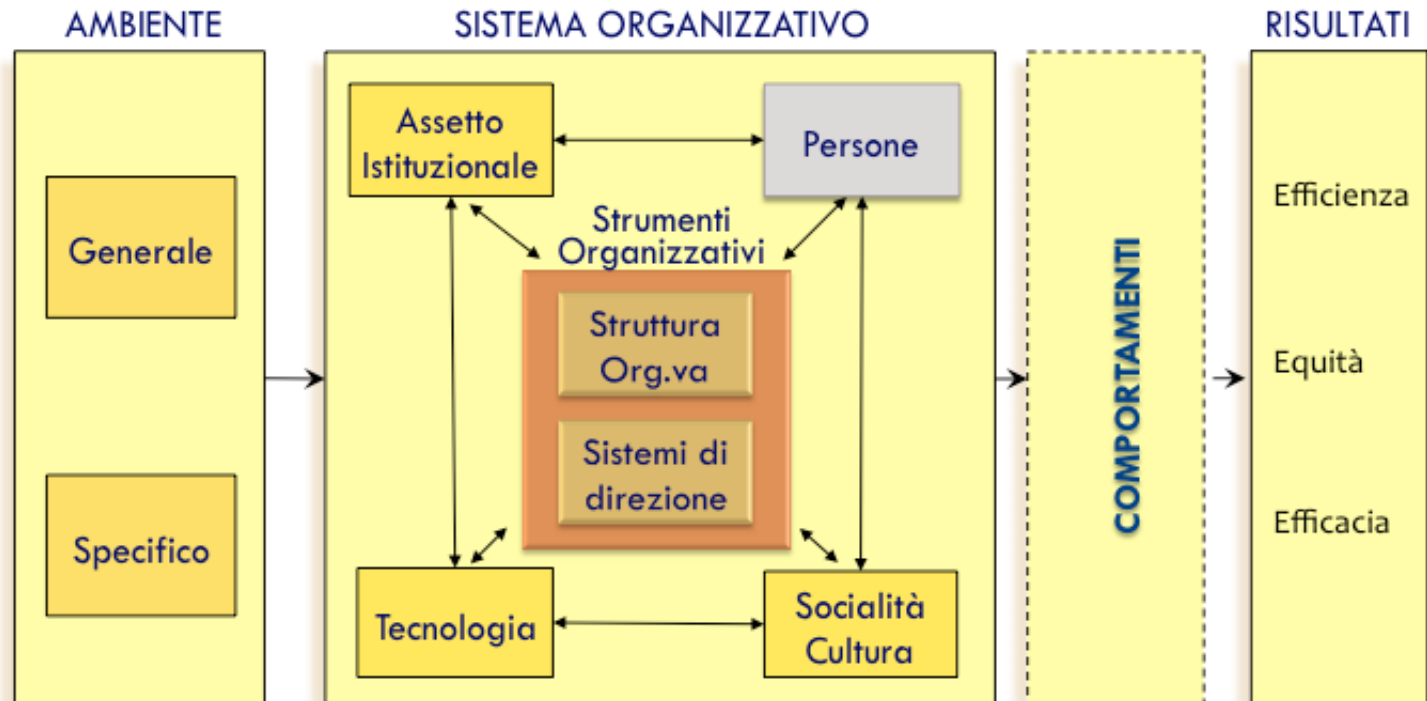 AMBIENTE
SISTEMA ORGANIZZATIVO
RISULTATI
Generale
Specifico
Assetto
Istituzionale
Persone
Strumenti
Organizzativi
Struttura
Org.va
Sistemi di
direzione
Tecnologia
Socialità
Cultura
COMPORTAMENTI
Efficienza
Equità
Efficacia